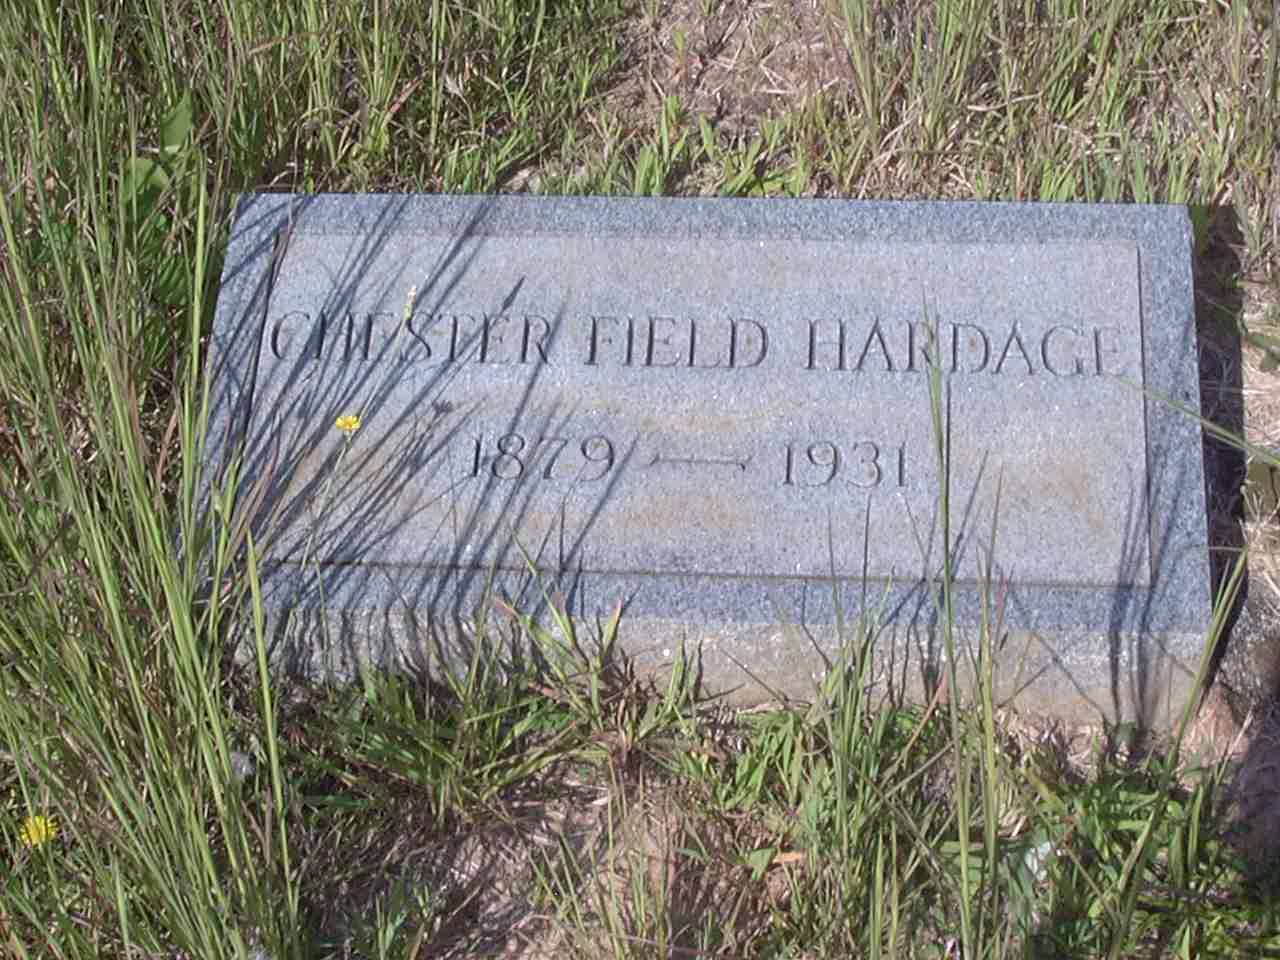 CHESTER FIELD HARDAGE
1879 — 1931